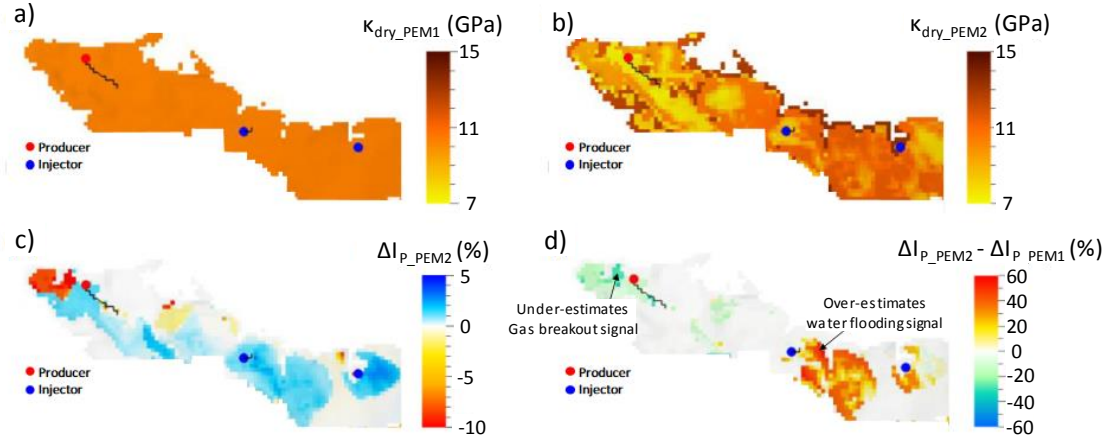 a)
κdry_PEM1 (GPa)
15
11
7
Producer
Injector
b)
κdry_PEM2 (GPa)
15
11
7
Producer
Injector
c)
ΔIP_PEM2 (%)
5
0
-5
-10
Producer
Injector
d)
ΔIP_PEM2 - ΔIP_PEM1 (%)
60
40
20
0
-20
-40
-60
Under-estimates
Gas breakout signal
Over-estimates
water flooding signal
Producer
Injector